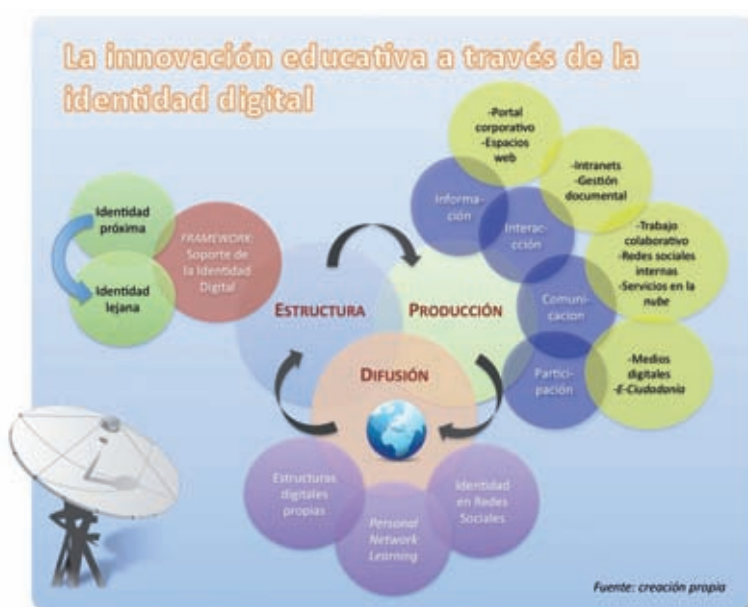 La innovación educativa a través de la
identidad digital
-Portal
corporativo
-Espacios
web
-Intranets
-Gestión
documental
-Trabajo
colaborativo
-Redes sociales
internas
-Servicios en la
nube
-Medios
digitales
-E-Ciudadanía
Informa-
ción
Interac-
cción
Comuni-
cacion
Partici-
pación
Identidad
próxima
Identidad
lejana
FRAMEWORK:
Soporte de
la Identidad
Digital
ESTRUCTURA
PRODUCCIÓN
DIFUSIÓN
Estructuras
digitales
propias
Personal
Network
Learning
Identidad
en Redes
Sociales
Fuente: creación propia